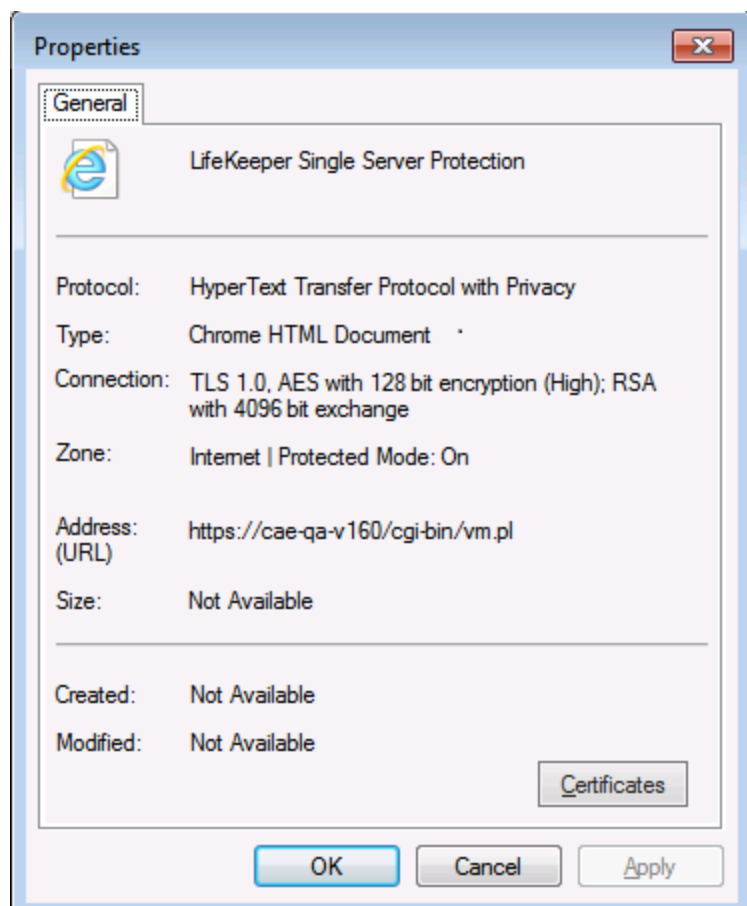 Properties
General
LifeKeeper Single Server Protection
Protocol: HyperText Transfer Protocol with Privacy
Type: Chrome HTML Document
Connection: TLS 1.0, AES with 128 bit encryption (High); RSA
with 4096 bit exchange
Zone: Internet | Protected Mode: On
Address: https://cae-qa-v160/cgi-bin/vm.pl
(URL)
Size: Not Available
Created: Not Available
Modified: Not Available
Certificates
OK Cancel Apply